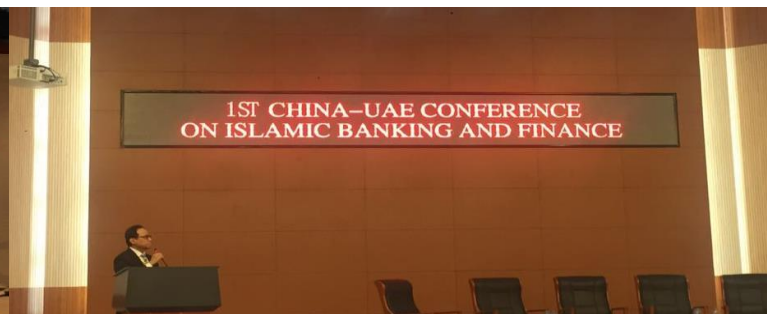 1ST CHINA–UAE CONFERENCE
ON ISLAMIC BANKING AND FINANCE